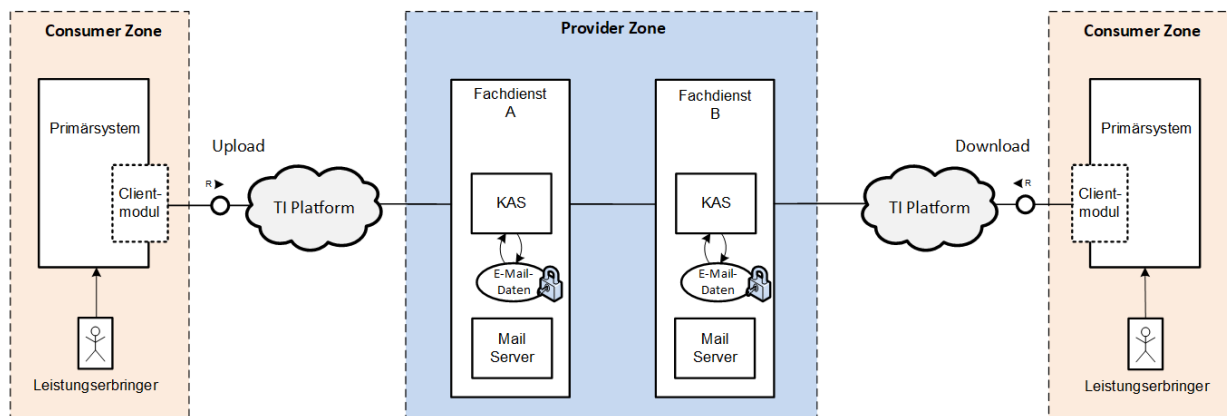 Consumer Zone
Primärsystem
Client-
modul
Leistungserbringer
Upload
R
TI Platform
Provider Zone
Fachdienst
A
KAS
E-Mail-
Daten
Mail
Server
Fachdienst
B
KAS
E-Mail-
Daten
Mail
Server
Download
R
TI Platform
Consumer Zone
Primärsystem
Client-
modul
Leistungserbringer